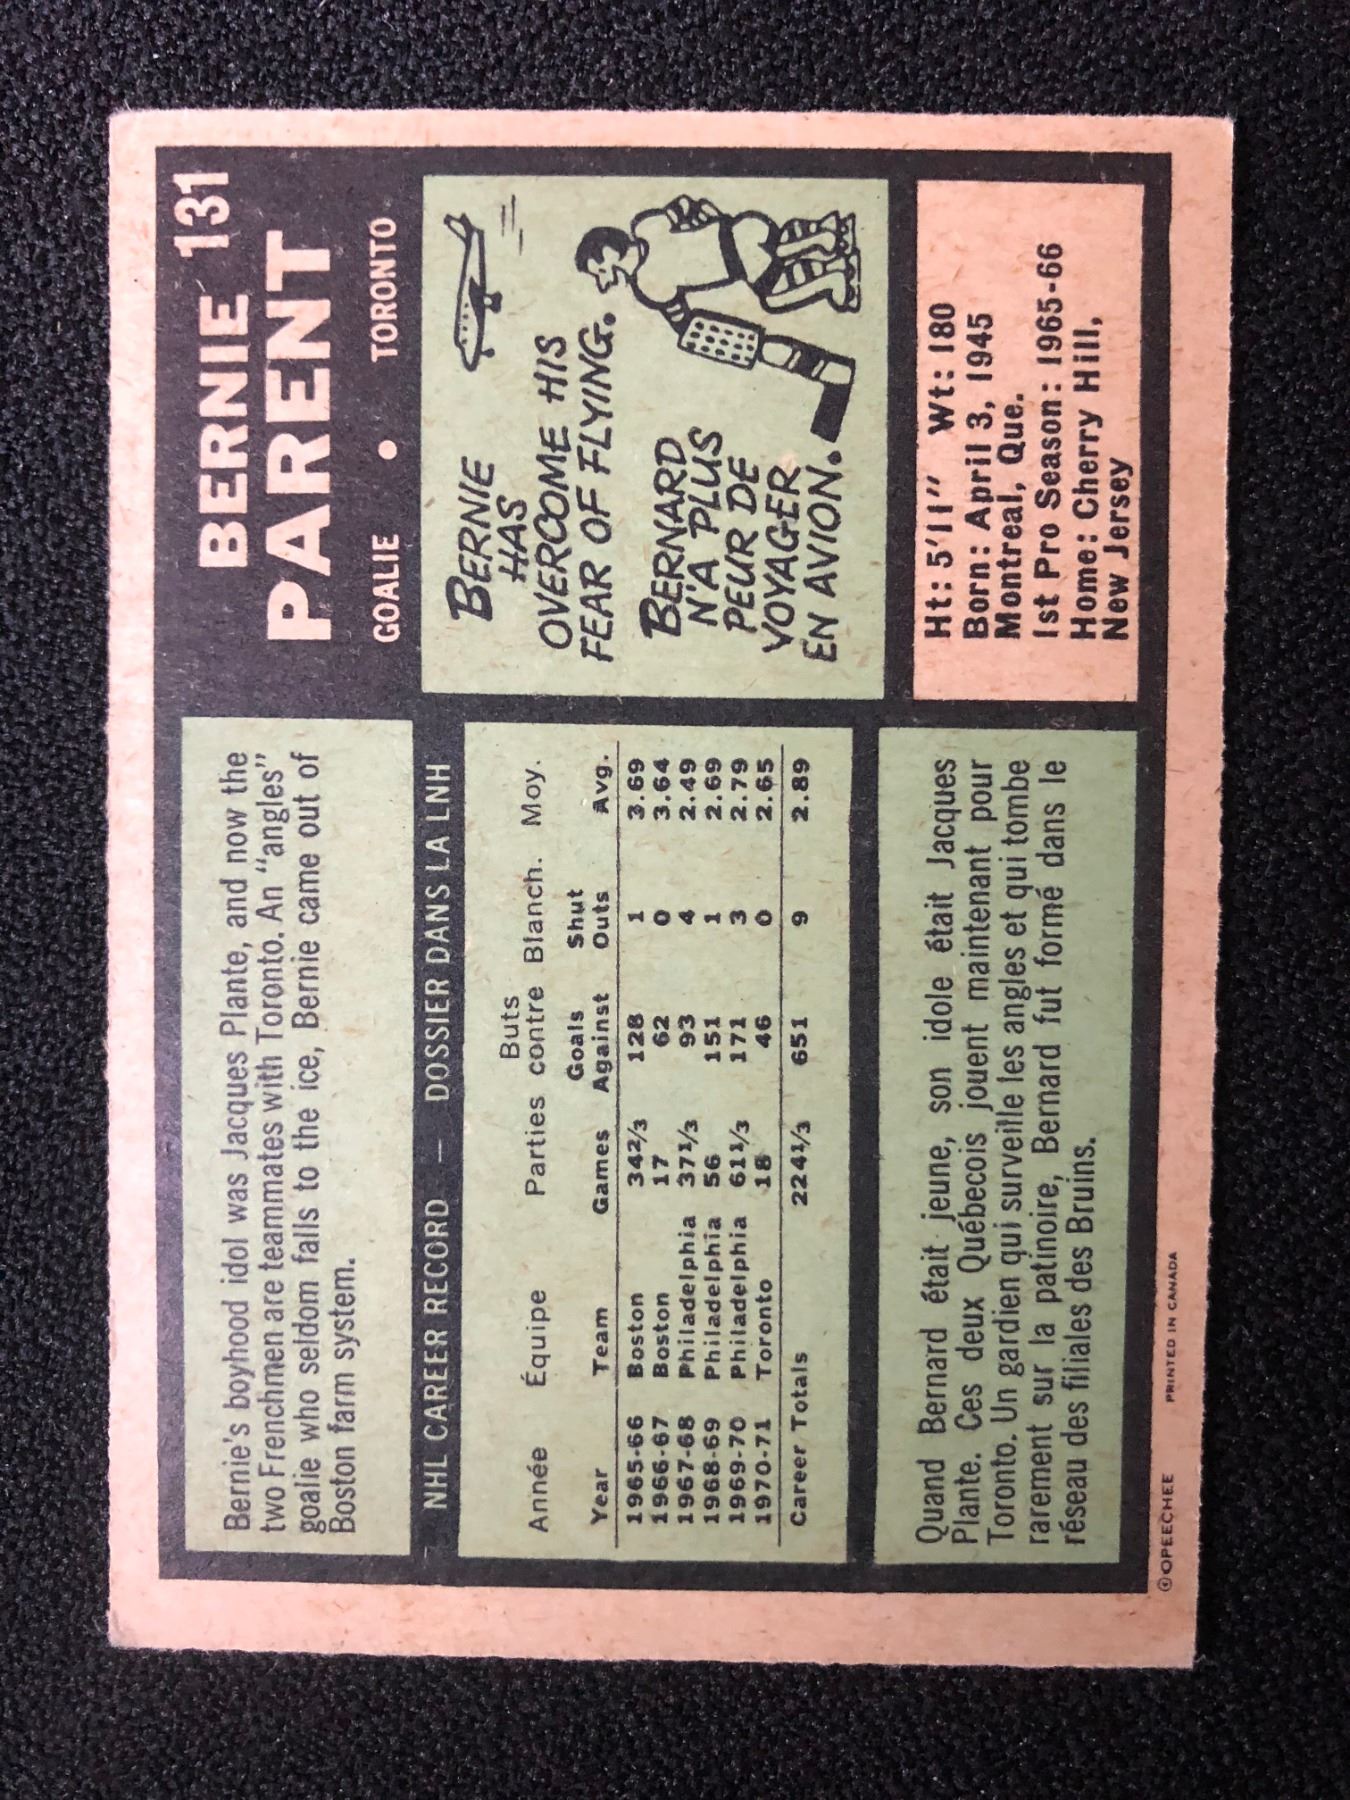 Bernie's boyhood idol was Jacques Plante, and now the
two Frenchmen are teammates with Toronto. An "angles"
goalie who seldom falls to the ice, Bernie came out of
Boston farm system.
BERNIE 131
PARENT
GOALIE • TORONTO
NHL CAREER RECORD — DOSSIER DANS LA LNH
Année Équipe Parties Buts contre Blanch. Moy.
Year Team Games Goals Against Shut Outs Avg.
1965-66 Boston 342/3 128 1 3.69
1966-67 Boston 17 62 0 3.64
1967-68 Philadelphia 371/3 93 4 2.49
1968-69 Philadelphia 56 151 1 2.69
1969-70 Philadelphia 611/3 171 3 2.79
1970-71 Toronto 18 46 0 2.65
Career Totals 2241/3 651 9 2.89
BERNIE
HAS
OVERCOME HIS
FEAR OF FLYING.
BERNARD
N'A PLUS
PEUR DE
VOYAGER
EN AVION.
Quand Bernard était jeune, son idole était Jacques
Plante. Ces deux Québecois jouent maintenant pour
Toronto. Un gardien qui surveille les angles et qui tombe
rarement sur la patinoire, Bernard fut formé dans le
réseau des filiales des Bruins.
Ht: 5'11" Wt: 180
Born: April 3, 1945
Montreal, Que.
1st Pro Season: 1965-66
Home: Cherry Hill,
New Jersey
©OPEECHEE PRINTED IN CANADA